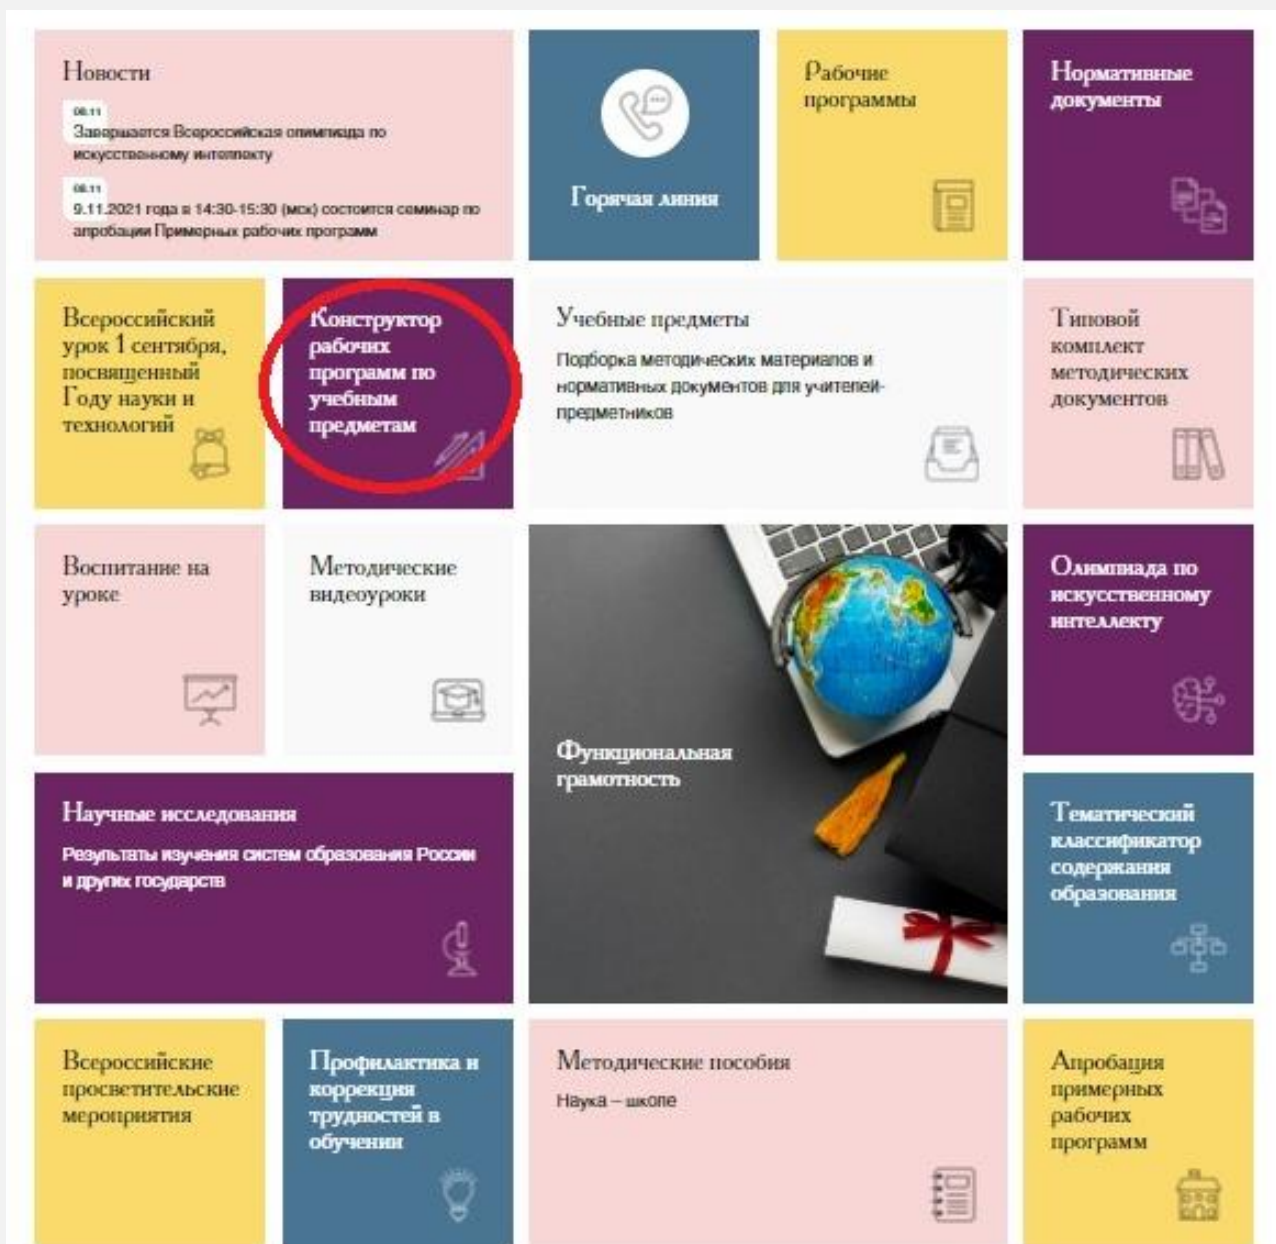 Новости
08.11
Завершается Всероссийская олимпиада по
искусственному интеллекту
08.11
9.11.2021 года в 14:30-15:30 (мск) состоится семинар по
апробации Примерных рабочих программ
Горячая линия
Рабочие
программы
Нормативные
документы
Всероссийский
урок 1 сентября,
посвященный
Году науки и
технологий
Конструктор
рабочих
программ по
учебным
предметам
Учебные предметы
Подборка методических материалов и
нормативных документов для учителей-
предметников
Типовой
комплект
методических
документов
Воспитание на
уроке
Методические
видеоуроки
Функциональная
грамотность
Олимпиада по
искусственному
интеллекту
Научные исследования
Результаты изучения систем образования России
и других государств
Тематический
классификатор
содержания
образования
Всероссийские
просветительские
мероприятия
Профилактика и
коррекция
трудностей в
обучении
Методические пособия
Наука – школе
Апробация
примерных
рабочих
программ